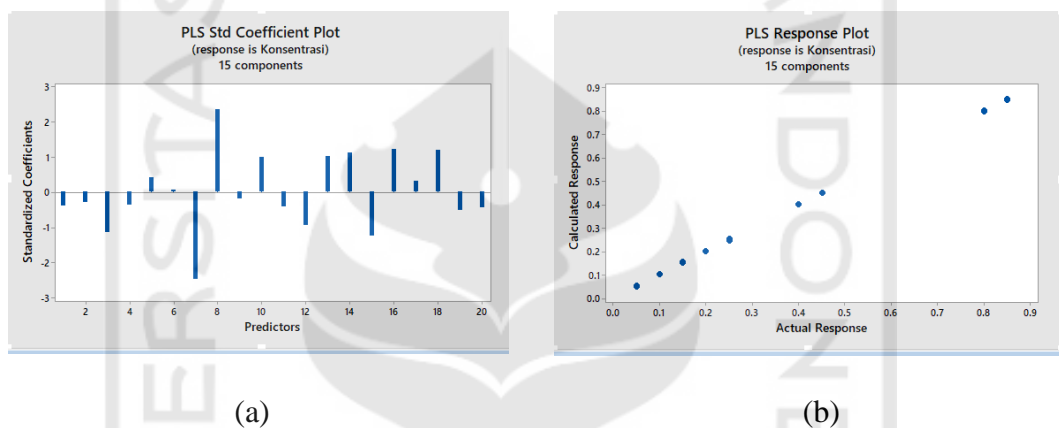 PLS Std Coefficient Plot
(response is Konsentrasi)
15 components
3
2
1
0
-1
-2
-3
Standardized Coefficients
2 4 6 8 10 12 14 16 18 20
Predictors
(a)
PLS Response Plot
(response is Konsentrasi)
15 components
0.9
0.8
0.7
0.6
0.5
0.4
0.3
0.2
0.1
0.0
Calculated Response
0.0 0.1 0.2 0.3 0.4 0.5 0.6 0.7 0.8 0.9
Actual Response
(b)
ERSITAS
NDONE